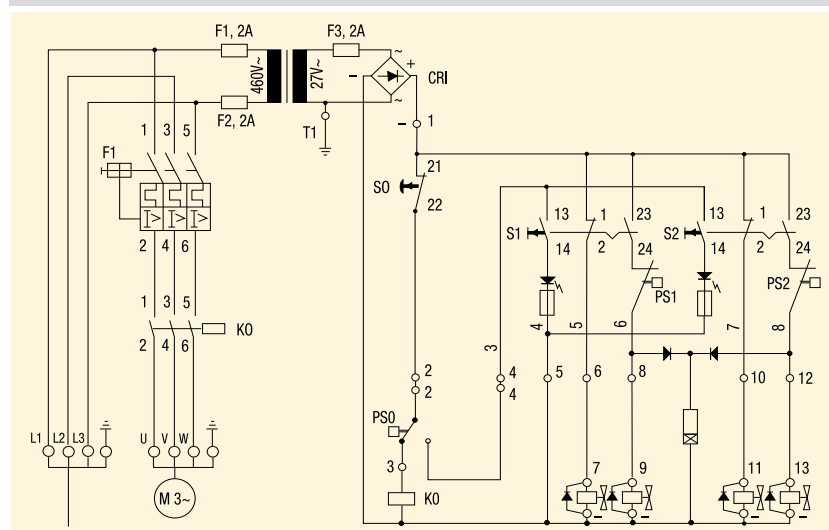 F1, 2A
F3, 2A
460V~
27V~
~
+
–
CRI
~
F2, 2A
T1
– 1
1 3 5
F1
I> I> I>
2 4 6
21
S0
22
13 1 23 13 1 23
S1 S2
14 2 24 14 2 24
PS1 PS2
1 3 5
K0
2 4 6
3 4 5 6 7 8
2 4 5 6 8 10 12
2 4
PS0
3
K0
L1 L2 L3 U V W
M 3~
7 9 11 13
– – – –